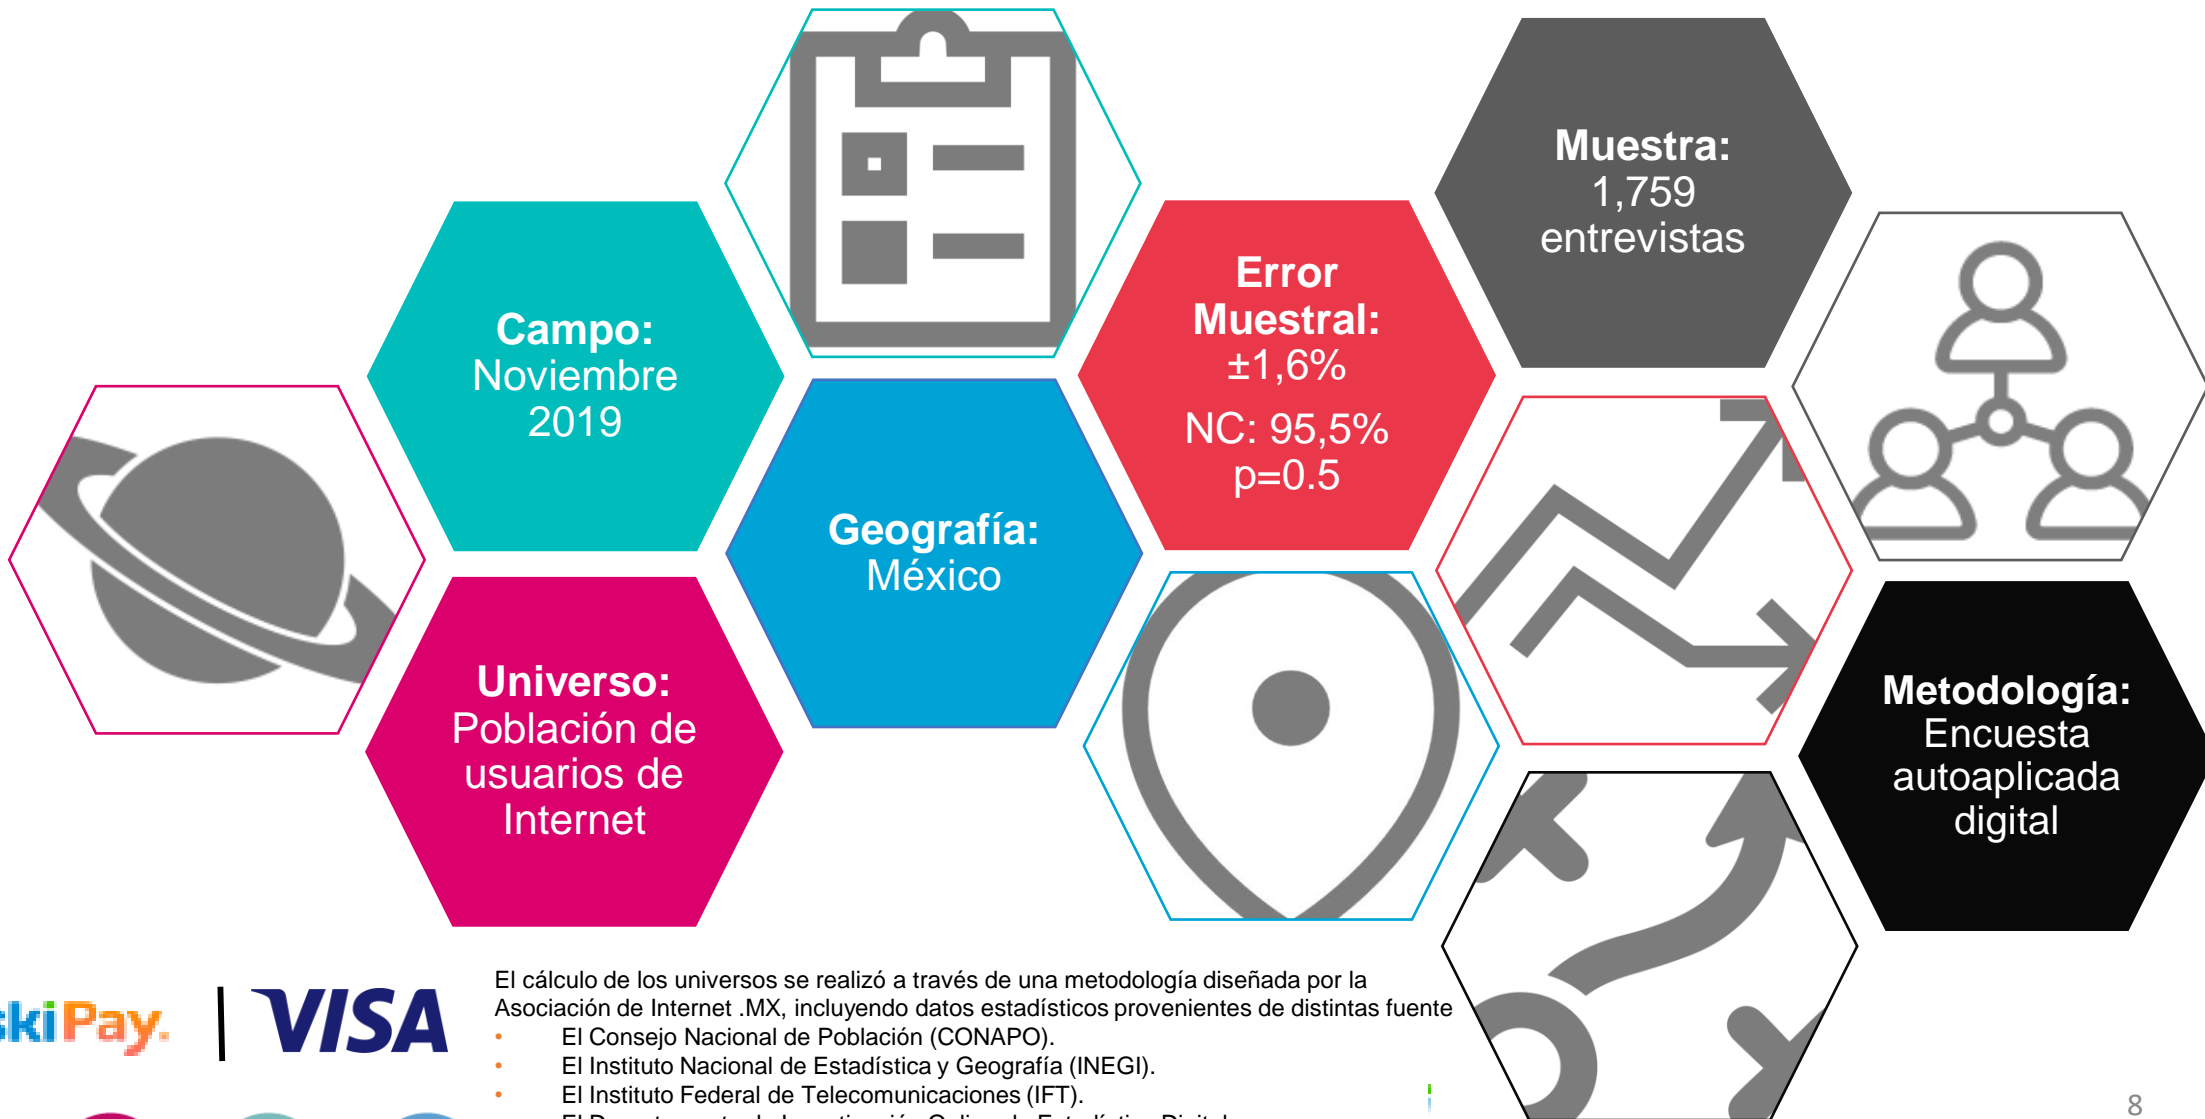 Muestra:
1,759
entrevistas
Campo:
Noviembre
2019
Error
Muestral:
±1,6%
NC: 95,5%
p=0.5
Geografía:
México
Universo:
Población de
usuarios de
Internet
Metodología:
Encuesta
autoaplicada
digital
skiPay.
VISA
El cálculo de los universos se realizó a través de una metodología diseñada por la
Asociación de Internet .MX, incluyendo datos estadísticos provenientes de distintas fuente
• El Consejo Nacional de Población (CONAPO).
• El Instituto Nacional de Estadística y Geografía (INEGI).
• El Instituto Federal de Telecomunicaciones (IFT).
8